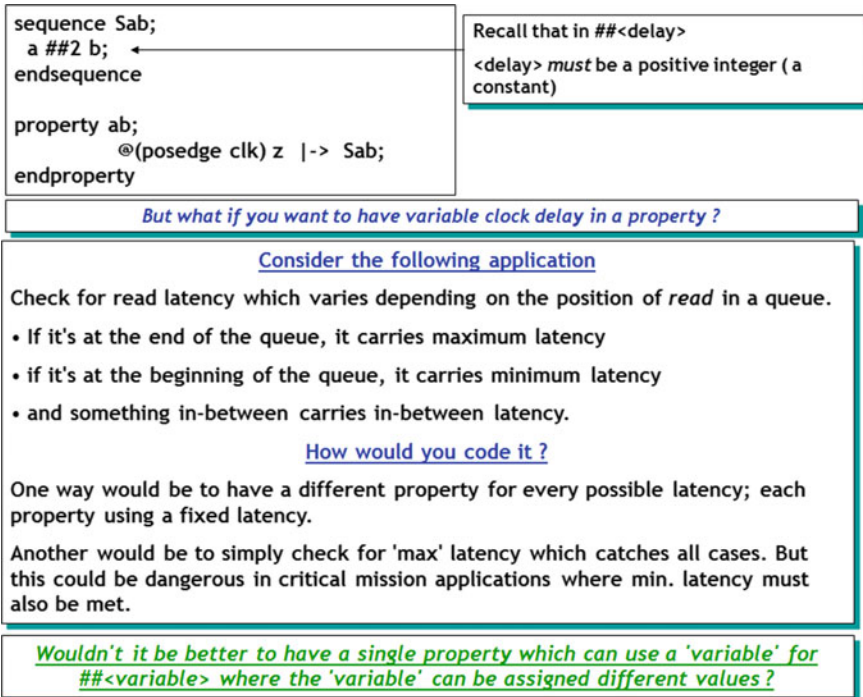 sequence Sab;
a ##2 b;
endsequence
property ab;
@(posedge clk) z |-> Sab;
endproperty
Recall that in ##<delay>
<delay> must be a positive integer ( a
constant)
But what if you want to have variable clock delay in a property ?
Consider the following application
Check for read latency which varies depending on the position of read in a queue.
• If it's at the end of the queue, it carries maximum latency
• if it's at the beginning of the queue, it carries minimum latency
• and something in-between carries in-between latency.
How would you code it ?
One way would be to have a different property for every possible latency; each
property using a fixed latency.
Another would be to simply check for 'max' latency which catches all cases. But
this could be dangerous in critical mission applications where min. latency must
also be met.
Wouldn't it be better to have a single property which can use a 'variable' for
##<variable> where the 'variable' can be assigned different values ?